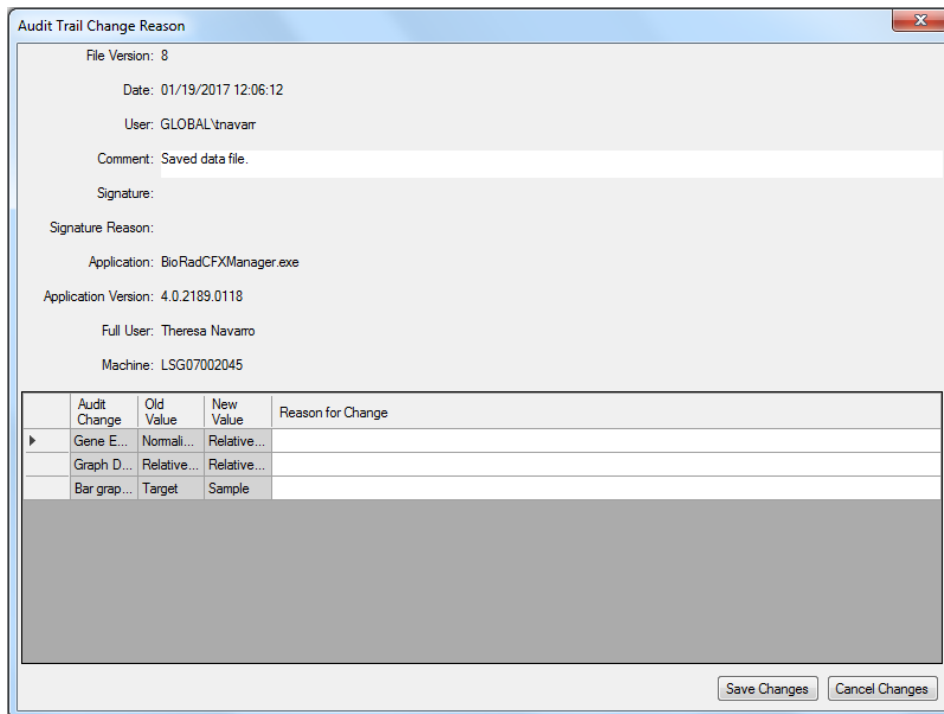 Audit Trail Change Reason
File Version: 8
Date: 01/19/2017 12:06:12
User: GLOBAL\tnavarr
Comment: Saved data file.
Signature:
Signature Reason:
Application: BioRadCFXManager.exe
Application Version: 4.0.2189.0118
Full User: Theresa Navarro
Machine: LSG07002045
Audit Change Old Value New Value Reason for Change
Gene E... Normali... Relative...
Graph D... Relative... Relative...
Bar grap... Target Sample
Save Changes Cancel Changes